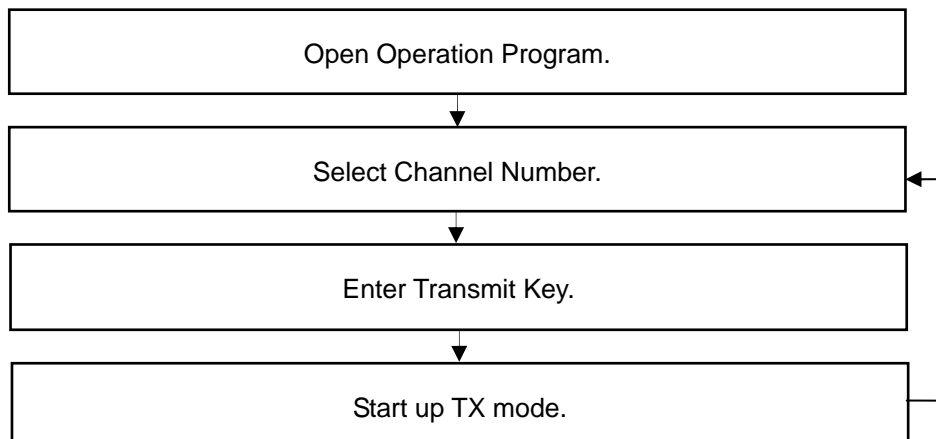 Open Operation Program.
Select Channel Number.
Enter Transmit Key.
Start up TX mode.